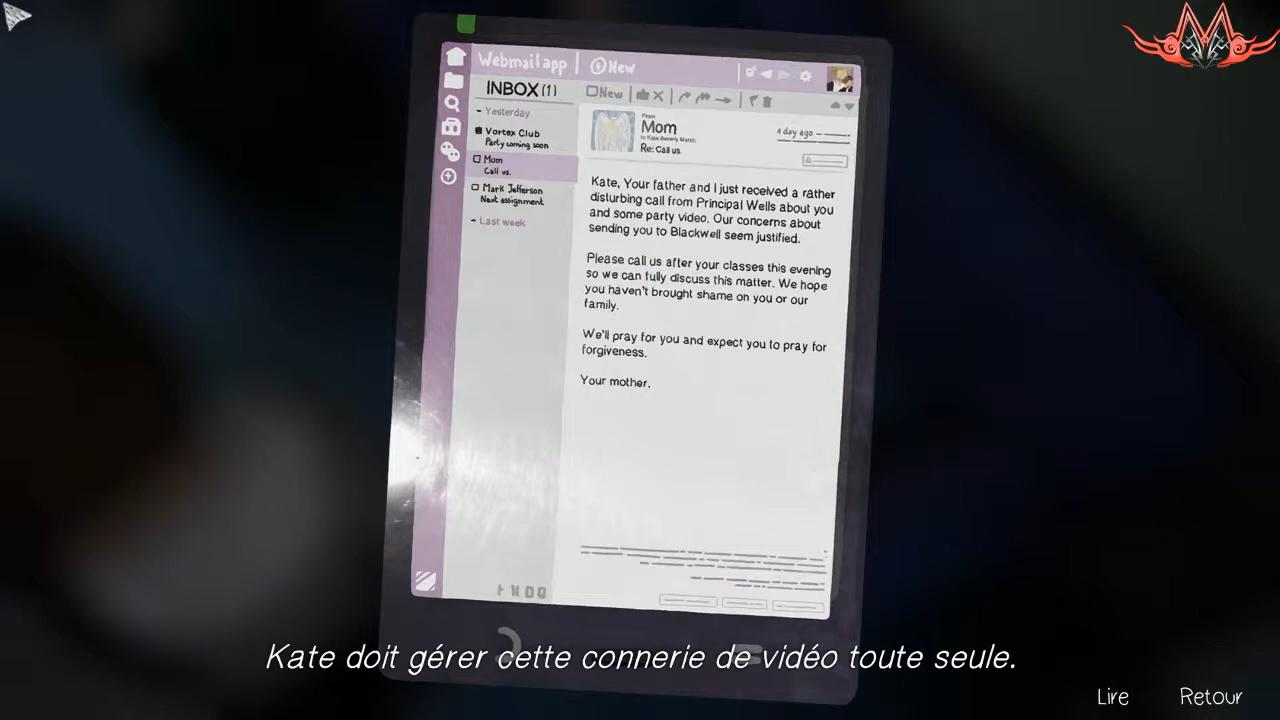 Webmail app
New
INBOX (1)
- Yesterday
Vortex Club
Party coming soon
Mom
Call us.
Mark Jefferson
Next assignment
- Last week
New
From
Mom
to Kate Beverly Marsh
Re: Call us.
4 day ago
Kate, Your father and I just received a rather
disturbing call from Principal Wells about you
and some party video. Our concerns about
sending you to Blackwell seem justified.
Please call us after your classes this evening
so we can fully discuss this matter. We hope
you haven't brought shame on you or our
family.
We'll pray for you and expect you to pray for
forgiveness.
Your mother.
Kate doit gérer cette connerie de vidéo toute seule.
Lire Retour